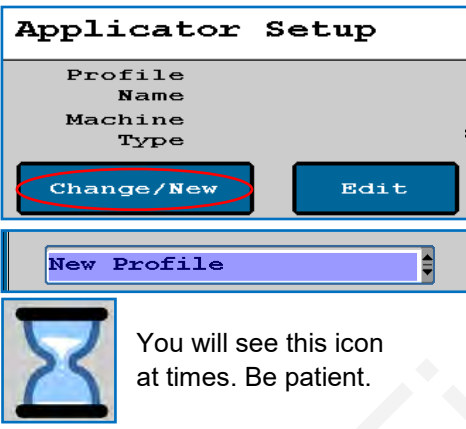 Applicator Setup
Profile
Name
Machine
Type
Change/New
Edit
New Profile
You will see this icon
at times. Be patient.